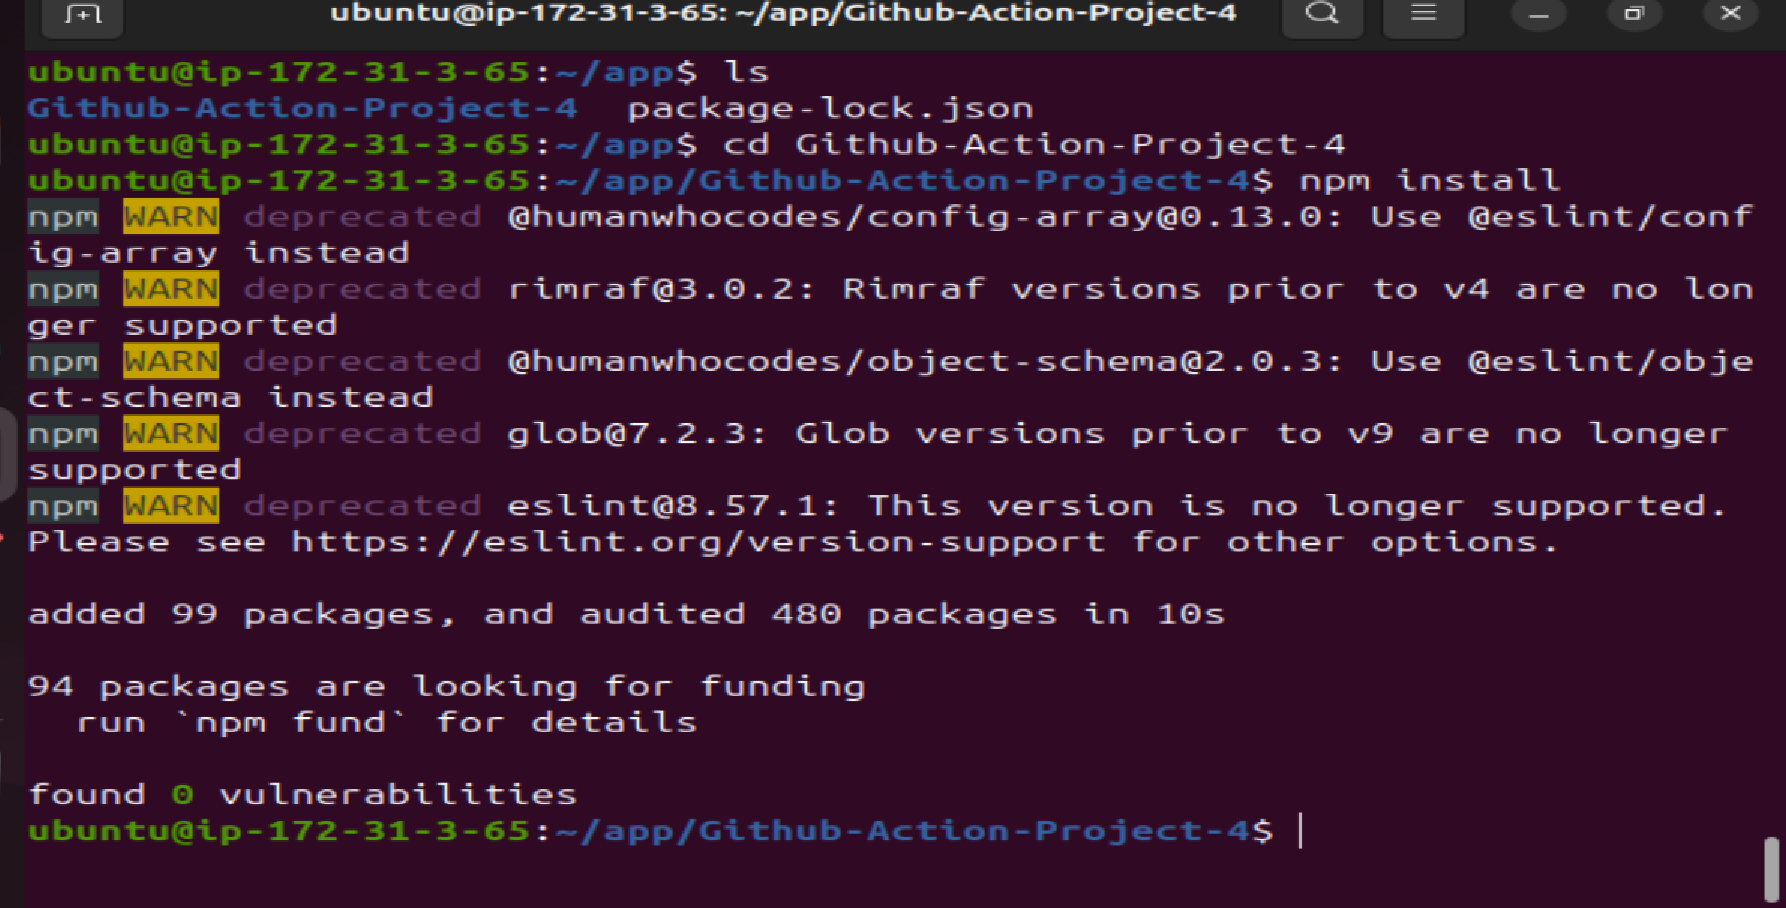 ubuntu@ip-172-31-3-65: ~/app/Github-Action-Project-4
ubuntu@ip-172-31-3-65:~/app$ ls
Github-Action-Project-4  package-lock.json
ubuntu@ip-172-31-3-65:~/app$ cd Github-Action-Project-4
ubuntu@ip-172-31-3-65:~/app/Github-Action-Project-4$ npm install
npm WARN deprecated @humanwhocodes/config-array@0.13.0: Use @eslint/conf
ig-array instead
npm WARN deprecated rimraf@3.0.2: Rimraf versions prior to v4 are no lon
ger supported
npm WARN deprecated @humanwhocodes/object-schema@2.0.3: Use @eslint/obje
ct-schema instead
npm WARN deprecated glob@7.2.3: Glob versions prior to v9 are no longer
supported
npm WARN deprecated eslint@8.57.1: This version is no longer supported.
Please see https://eslint.org/version-support for other options.
added 99 packages, and audited 480 packages in 10s
94 packages are looking for funding
  run `npm fund` for details
found 0 vulnerabilities
ubuntu@ip-172-31-3-65:~/app/Github-Action-Project-4$